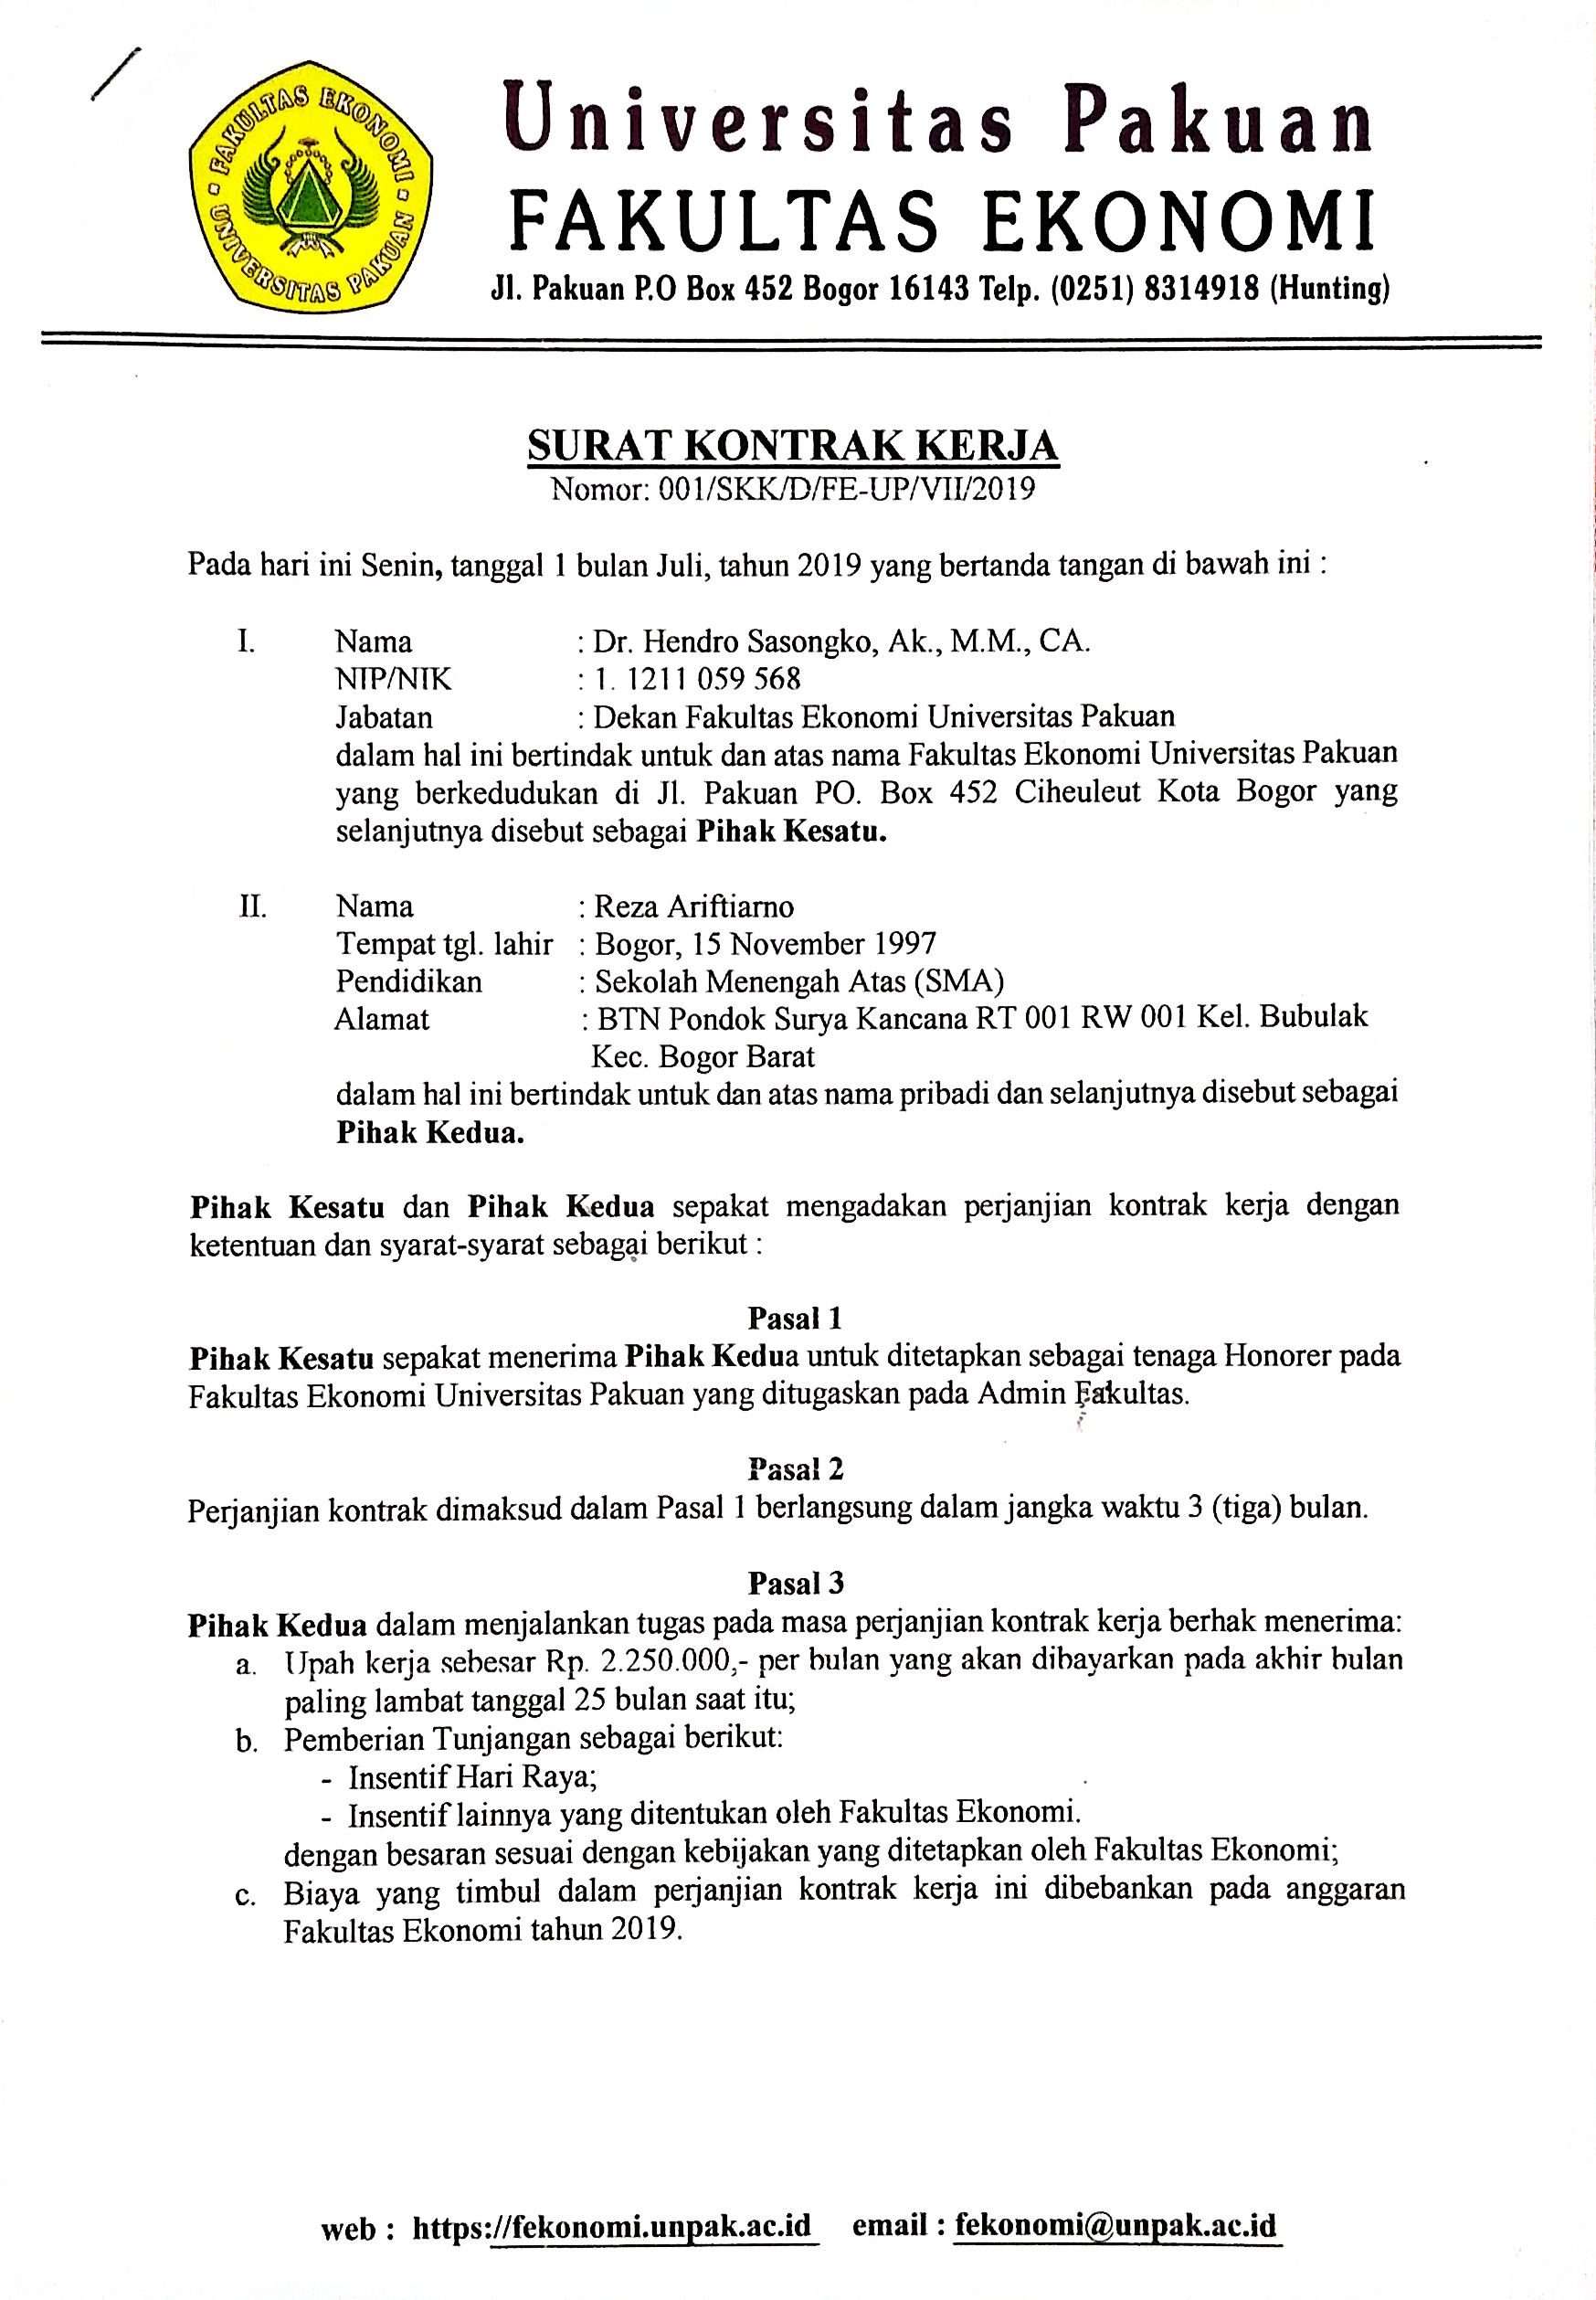 FAKULTAS EKONOMI
UNIVERSITAS PAKUAN
Universitas Pakuan
FAKULTAS EKONOMI
Jl. Pakuan P.O Box 452 Bogor 16143 Telp. (0251) 8314918 (Hunting)
SURAT KONTRAK KERJA
Nomor: 001/SKK/D/FE-UP/VII/2019
Pada hari ini Senin, tanggal 1 bulan Juli, tahun 2019 yang bertanda tangan di bawah ini :
I. Nama : Dr. Hendro Sasongko, Ak., M.M., CA.
NIP/NIK : 1. 1211 059 568
Jabatan : Dekan Fakultas Ekonomi Universitas Pakuan
dalam hal ini bertindak untuk dan atas nama Fakultas Ekonomi Universitas Pakuan
yang berkedudukan di Jl. Pakuan PO. Box 452 Ciheuleut Kota Bogor yang
selanjutnya disebut sebagai Pihak Kesatu.
II. Nama : Reza Ariftiarno
Tempat tgl. lahir : Bogor, 15 November 1997
Pendidikan : Sekolah Menengah Atas (SMA)
Alamat : BTN Pondok Surya Kancana RT 001 RW 001 Kel. Bubulak
Kec. Bogor Barat
dalam hal ini bertindak untuk dan atas nama pribadi dan selanjutnya disebut sebagai
Pihak Kedua.
Pihak Kesatu dan Pihak Kedua sepakat mengadakan perjanjian kontrak kerja dengan
ketentuan dan syarat-syarat sebagai berikut :
Pasal 1
Pihak Kesatu sepakat menerima Pihak Kedua untuk ditetapkan sebagai tenaga Honorer pada
Fakultas Ekonomi Universitas Pakuan yang ditugaskan pada Admin Fakultas.
Pasal 2
Perjanjian kontrak dimaksud dalam Pasal 1 berlangsung dalam jangka waktu 3 (tiga) bulan.
Pasal 3
Pihak Kedua dalam menjalankan tugas pada masa perjanjian kontrak kerja berhak menerima:
a. Upah kerja sebesar Rp. 2.250.000,- per bulan yang akan dibayarkan pada akhir bulan
paling lambat tanggal 25 bulan saat itu;
b. Pemberian Tunjangan sebagai berikut:
- Insentif Hari Raya;
- Insentif lainnya yang ditentukan oleh Fakultas Ekonomi.
dengan besaran sesuai dengan kebijakan yang ditetapkan oleh Fakultas Ekonomi;
c. Biaya yang timbul dalam perjanjian kontrak kerja ini dibebankan pada anggaran
Fakultas Ekonomi tahun 2019.
web : https://fekonomi.unpak.ac.id email : fekonomi@unpak.ac.id